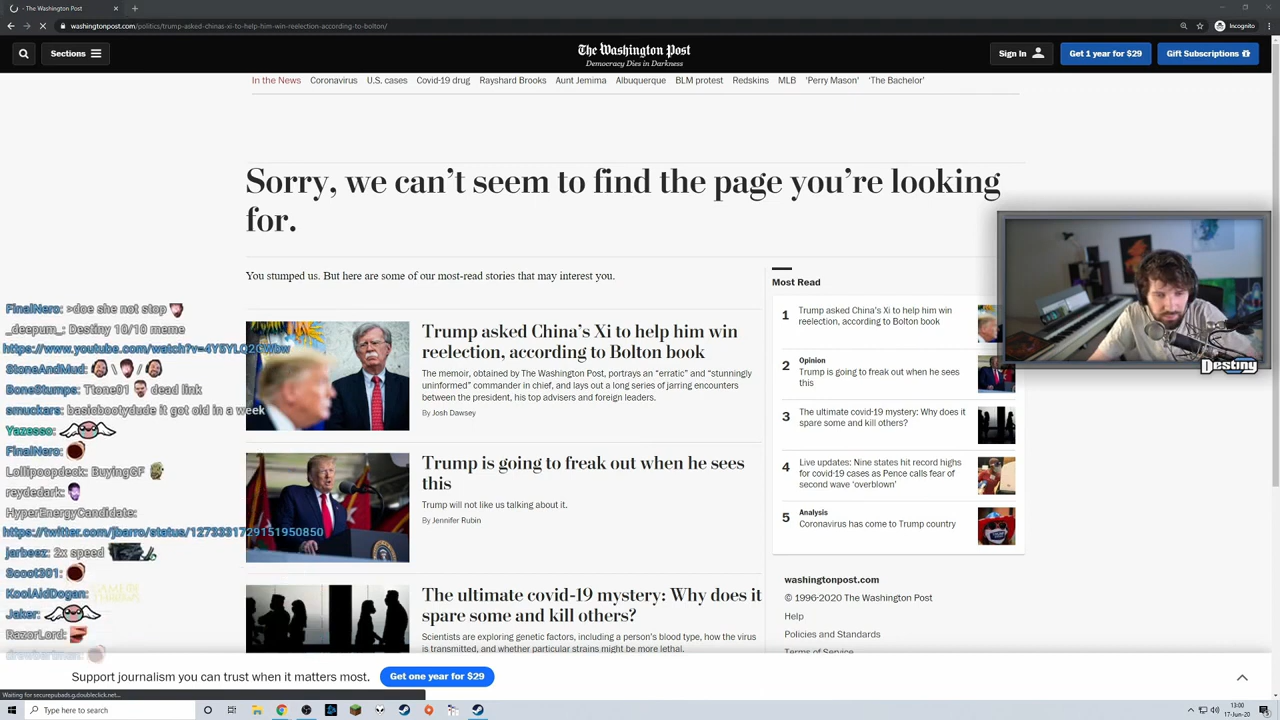 - The Washington Post
washingtonpost.com/politics/trump-asked-chinas-xi-to-help-him-win-reelection-according-to-bolton/
Incognito
Sections
The Washington Post
Democracy Dies in Darkness
Sign In
Get 1 year for $29
Gift Subscriptions
In the News Coronavirus U.S. cases Covid-19 drug Rayshard Brooks Aunt Jemima Albuquerque BLM protest Redskins MLB 'Perry Mason' 'The Bachelor'
Sorry, we can't seem to find the page you're looking
for.
You stumped us. But here are some of our most-read stories that may interest you.
Trump asked China's Xi to help him win
reelection, according to Bolton book
The memoir, obtained by The Washington Post, portrays an "erratic" and "stunningly
uninformed" commander in chief, and lays out a long series of jarring encounters
between the president, his top advisers and foreign leaders.
By Josh Dawsey
Trump is going to freak out when he sees
this
Trump will not like us talking about it.
By Jennifer Rubin
The ultimate covid-19 mystery: Why does it
spare some and kill others?
Scientists are exploring genetic factors, including a person's blood type, how the virus
is transmitted, and whether particular strains might be more lethal.
Most Read
1 Trump asked China's Xi to help him win
reelection, according to Bolton book
2 Opinion
Trump is going to freak out when he sees
this
3 The ultimate covid-19 mystery: Why does it
spare some and kill others?
4 Live updates: Nine states hit record highs
for covid-19 cases as Pence calls fear of
second wave 'overblown'
5 Analysis
Coronavirus has come to Trump country
washingtonpost.com
© 1996-2020 The Washington Post
Help
Policies and Standards
Terms of Service
Destiny
FinalNero: >doe she not stop
_deepum_: Destiny 10/10 meme
StoneAndMud: \ /
BoneStumps: Ttone01 dead link
smuckars: basicbootydude it got old in a week
Yazesso:
FinalNero:
Lollipoopdeck: BuyingGF
reydedark:
HyperEnergyCandidate:
https://twitter.com/jbarro/status/1273331729151950850
jarbeez: 2x speed
Scoot301:
KoolAidDogan:
Jaker:
RazorLord:
Support journalism you can trust when it matters most.
Get one year for $29
Waiting for securepubads.g.doubleclick.net...
Type here to search
13:00
17-Jun-20